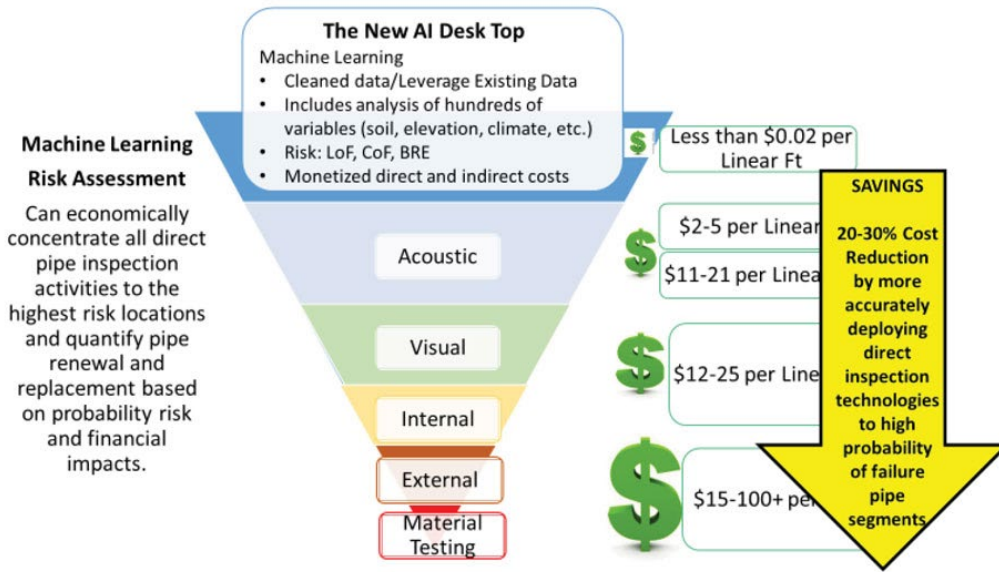 The New AI Desk Top
Machine Learning
• Cleaned data/Leverage Existing Data
• Includes analysis of hundreds of
variables (soil, elevation, climate, etc.)
• Risk: LoF, CoF, BRE
• Monetized direct and indirect costs
Machine Learning
Risk Assessment
Can economically
concentrate all direct
pipe inspection
activities to the
highest risk locations
and quantify pipe
renewal and
replacement based
on probability risk
and financial
impacts.
Acoustic
Visual
Internal
External
Material
Testing
$
Less than $0.02 per
Linear Ft
$
$2-5 per Linear
$11-21 per Linea
$
$12-25 per Line
$
$15-100+ pe
SAVINGS
20-30% Cost
Reduction
by more
accurately
deploying
direct
inspection
technologies
to high
probability
of failure
pipe
segments